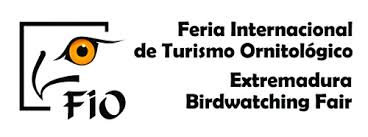 FIO
Feria Internacional
de Turismo Ornitológico
Extremadura
Birdwatching Fair